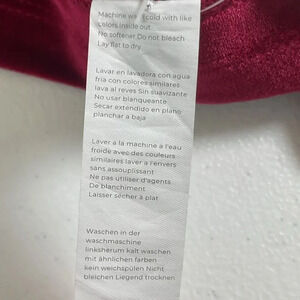 Machine wash cold with like
colors inside out
No softener Do not bleach
Lay flat to dry
Lavar en lavadora con agua
fria con colores similares
lava al reves Sin suavizante
No usar blanqueante
Secar extendido en plano
planchar a baja
Laver a la machine a l'eau
froide avec des couleurs
similaires laver a l'envers
sans assouplissant
Ne pas utiliser d'agents
De blanchiment
Laisser sécher à plat
Waschen in der
waschmaschine
linksherum kalt waschen
mit ähnlichen farben
kein weichspülen Nicht
bleichen Liegend trocknen